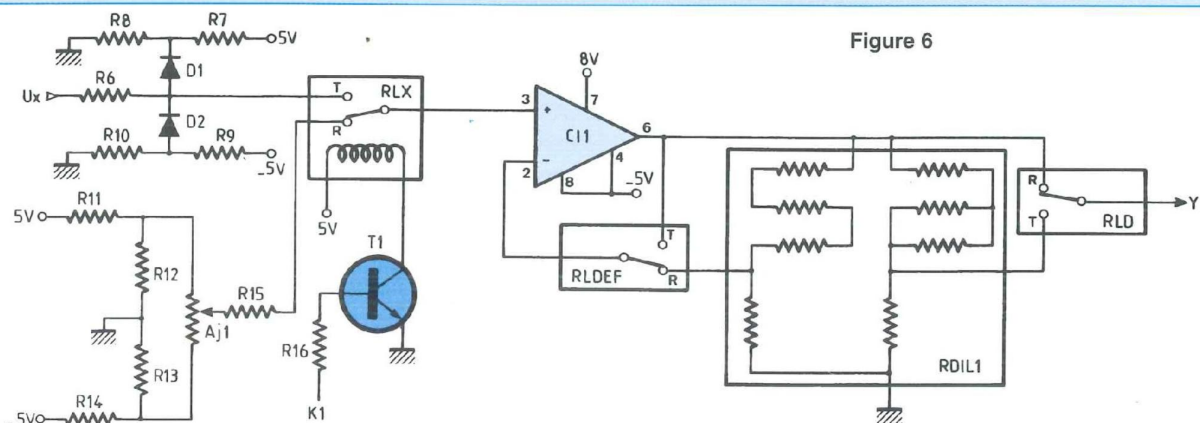 Figure 6
R8
R7
5V
D1
R6
Ux
D2
R10
R9
_5V
T
RLX
R
5V
8V
3
+
7
CI1
6
4
-
2
8
_5V
T
RLDEF
R
R
RLD
T
Y
RDIL1
R11
5V
R12
Aj1
R15
R13
R14
_5V
T1
R16
K1